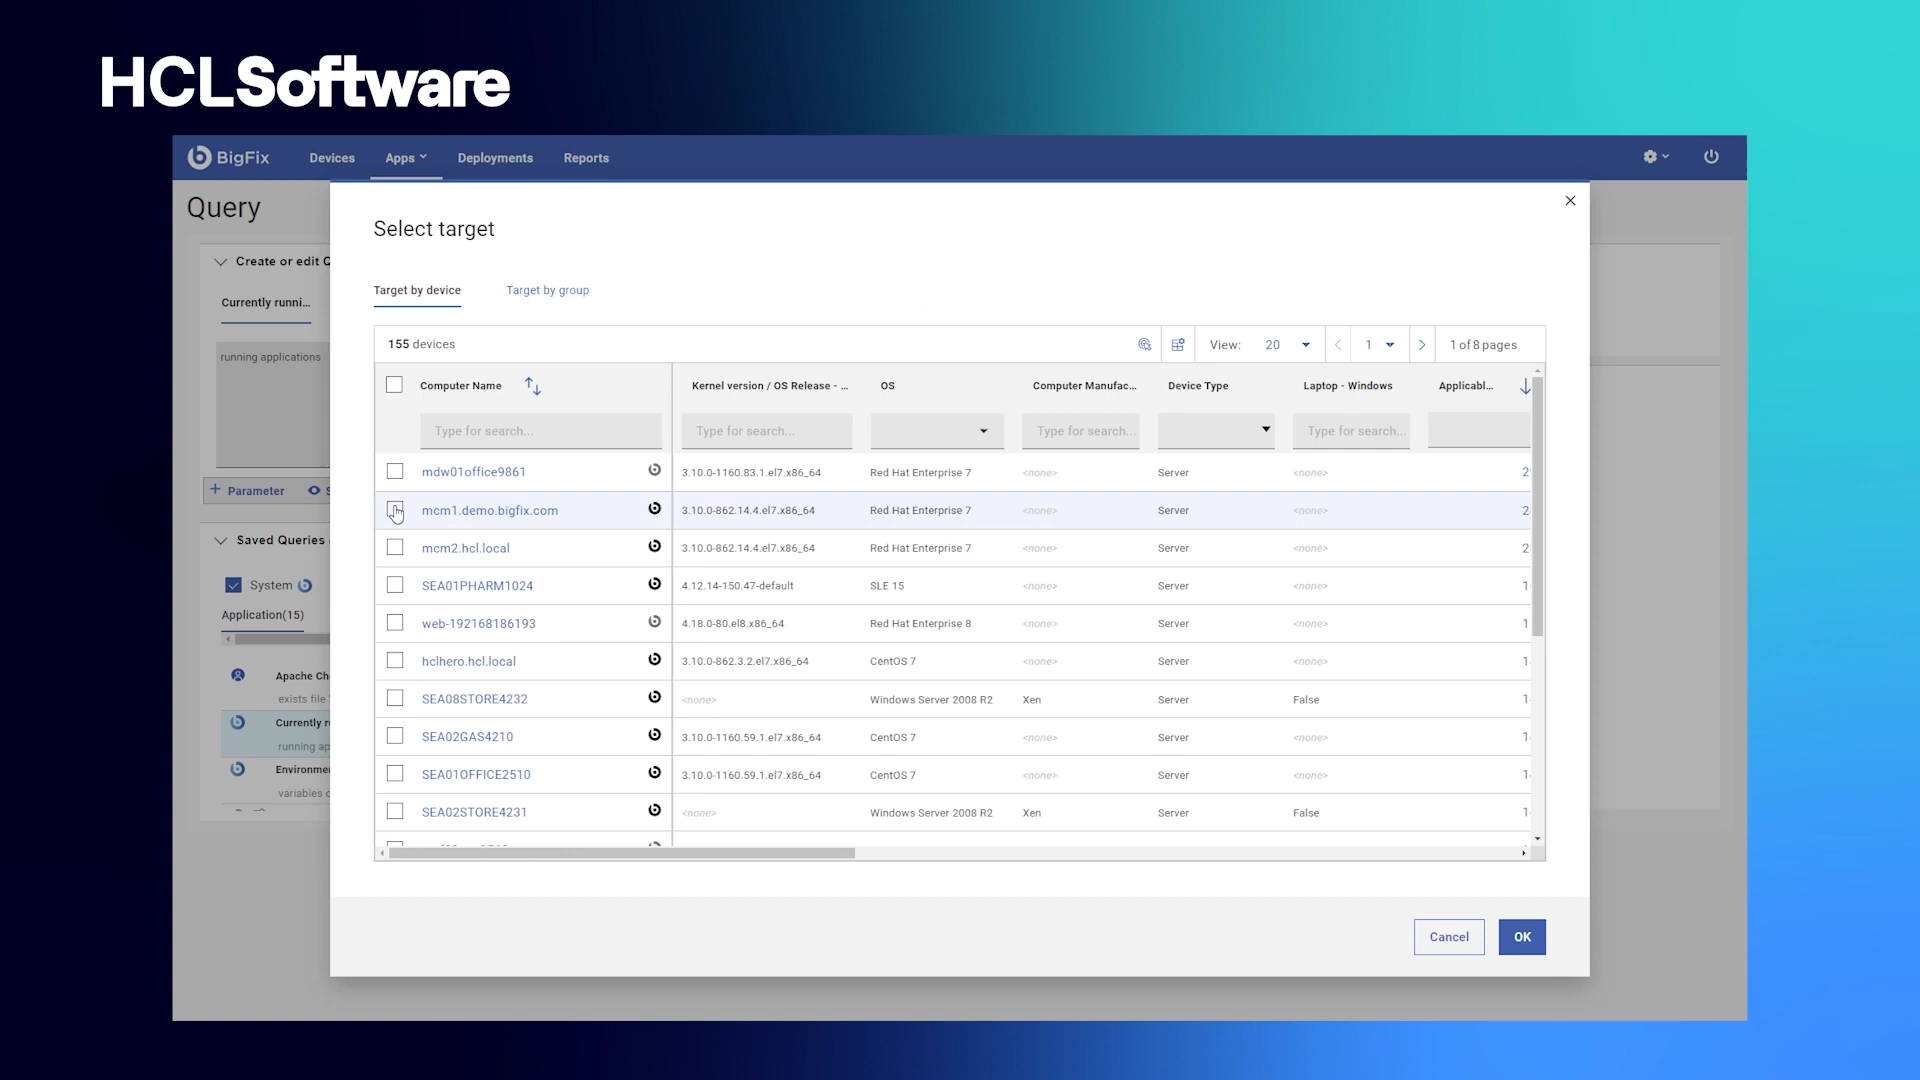 HCLSoftware
BigFix
Devices
Apps
Deployments
Reports
Query
Create or edit Q
Currently runni...
running applications
+ Parameter
Saved Queries
System
Application(15)
Apache Ch
exists file
Currently r
running ap
Environme
variables c
Select target
Target by device
Target by group
155 devices
View: 20
1
1 of 8 pages
Computer Name
Kernel version / OS Release - ...
OS
Computer Manufac...
Device Type
Laptop - Windows
Applicabl...
Type for search...
Type for search...
Type for search...
Type for search...
mdw01office9861 3.10.0-1160.83.1.el7.x86_64 Red Hat Enterprise 7 <none> Server <none> 2
mcm1.demo.bigfix.com 3.10.0-862.14.4.el7.x86_64 Red Hat Enterprise 7 <none> Server <none> 2
mcm2.hcl.local 3.10.0-862.14.4.el7.x86_64 Red Hat Enterprise 7 <none> Server <none> 2
SEA01PHARM1024 4.12.14-150.47-default SLE 15 <none> Server <none> 1
web-192168186193 4.18.0-80.el8.x86_64 Red Hat Enterprise 8 <none> Server <none> 1
hclhero.hcl.local 3.10.0-862.3.2.el7.x86_64 CentOS 7 <none> Server <none> 1
SEA08STORE4232 <none> Windows Server 2008 R2 Xen Server False 1
SEA02GAS4210 3.10.0-1160.59.1.el7.x86_64 CentOS 7 <none> Server <none> 1
SEA01OFFICE2510 3.10.0-1160.59.1.el7.x86_64 CentOS 7 <none> Server <none> 1
SEA02STORE4231 <none> Windows Server 2008 R2 Xen Server False 1
Cancel
OK